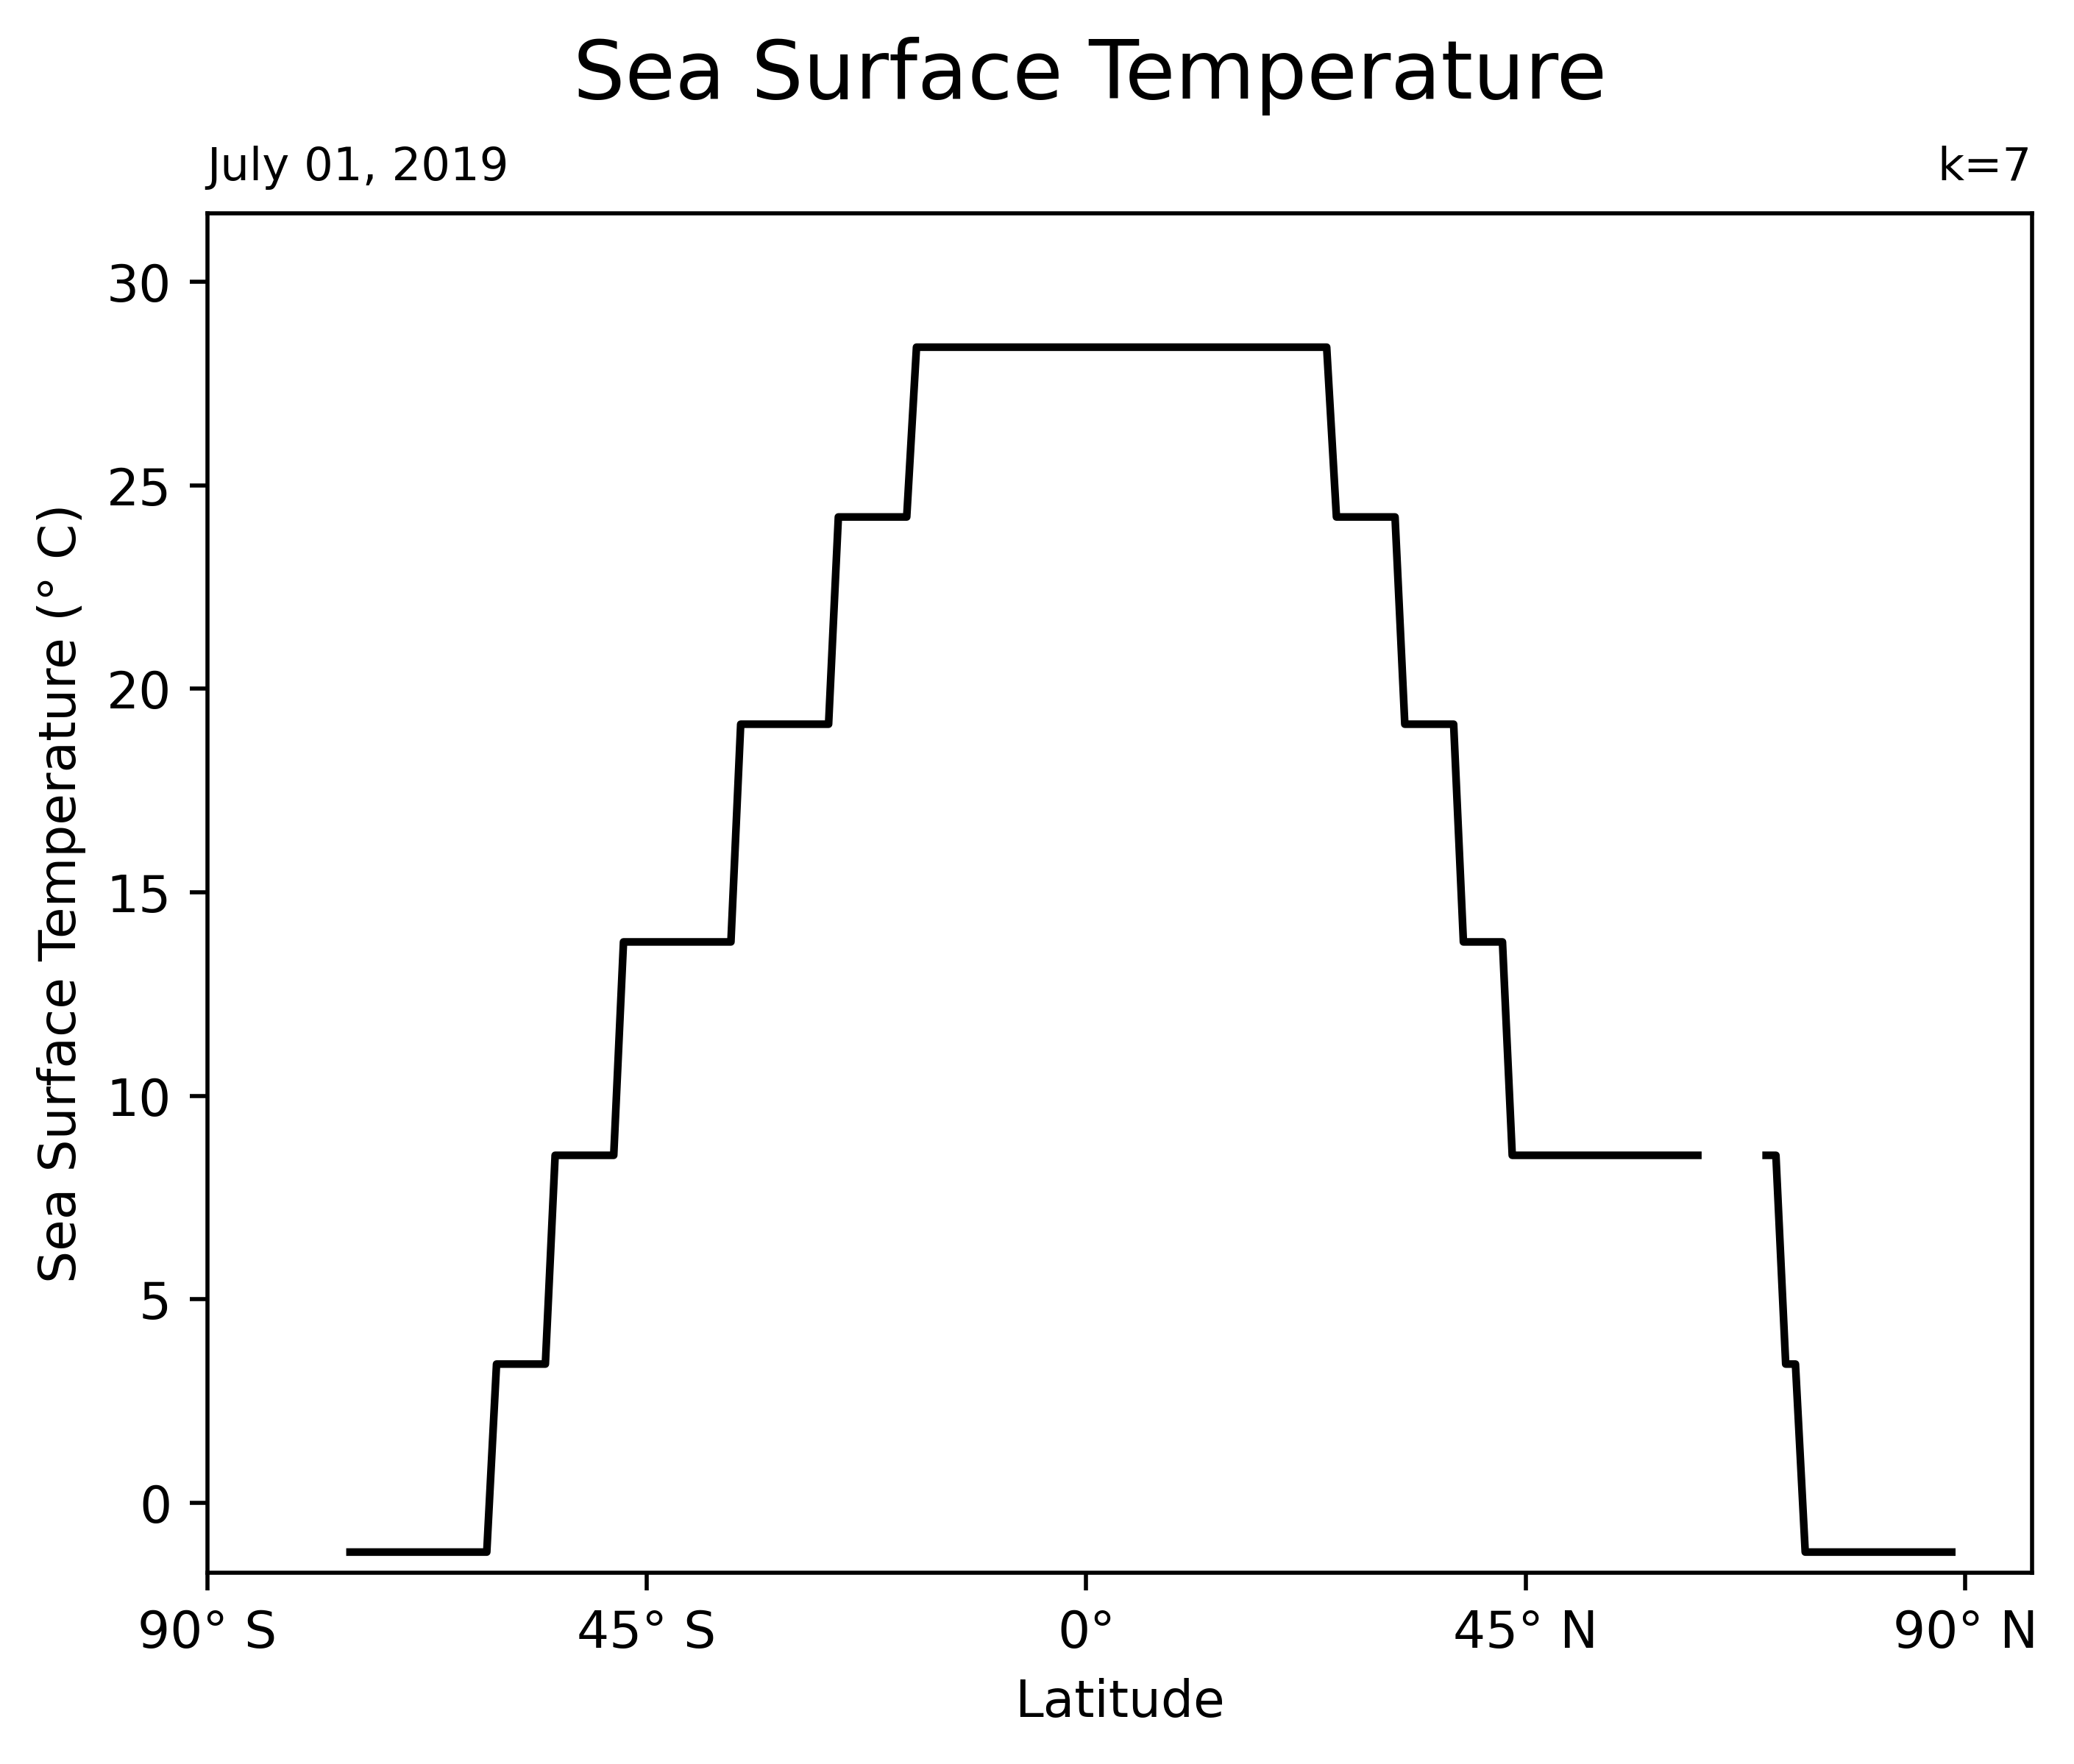 Sea Surface Temperature
July 01, 2019
k=7
30
25
20
15
10
5
0
Sea Surface Temperature (° C)
90° S
45° S
0°
45° N
90° N
Latitude